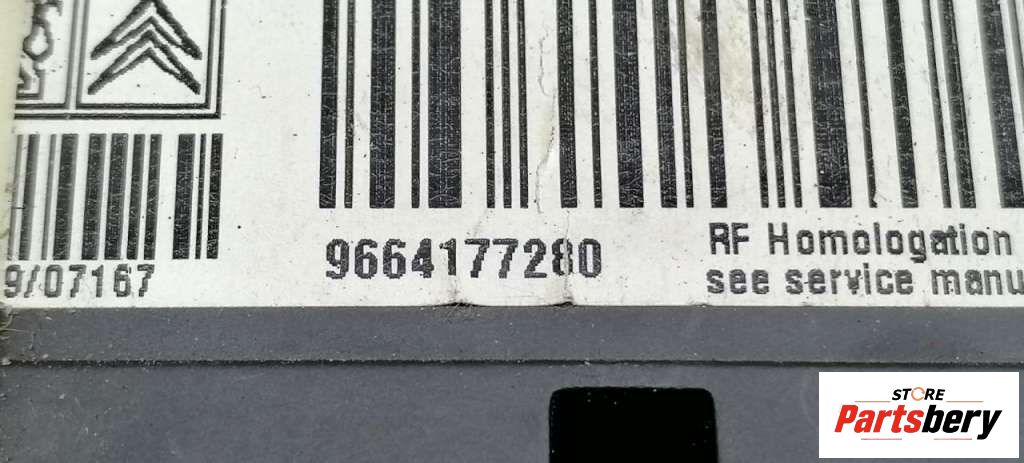 9/07167
9664177280
RF Homologation
see service manu
STORE
Partsbery